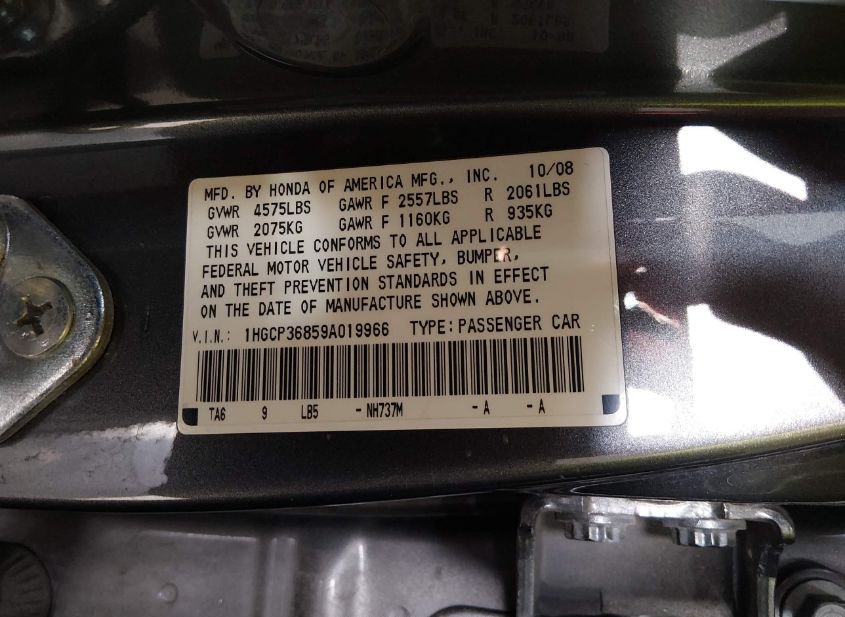 MFD. BY HONDA OF AMERICA MFG., INC. 10/08
GVWR 4575LBS GAWR F 2557LBS R 2061LBS
GVWR 2075KG GAWR F 1160KG R 935KG
THIS VEHICLE CONFORMS TO ALL APPLICABLE
FEDERAL MOTOR VEHICLE SAFETY, BUMPER,
AND THEFT PREVENTION STANDARDS IN EFFECT
ON THE DATE OF MANUFACTURE SHOWN ABOVE.
V.I.N.: 1HGCP36859A019966 TYPE:PASSENGER CAR
TA6 9 LB5 -NH737M -A -A